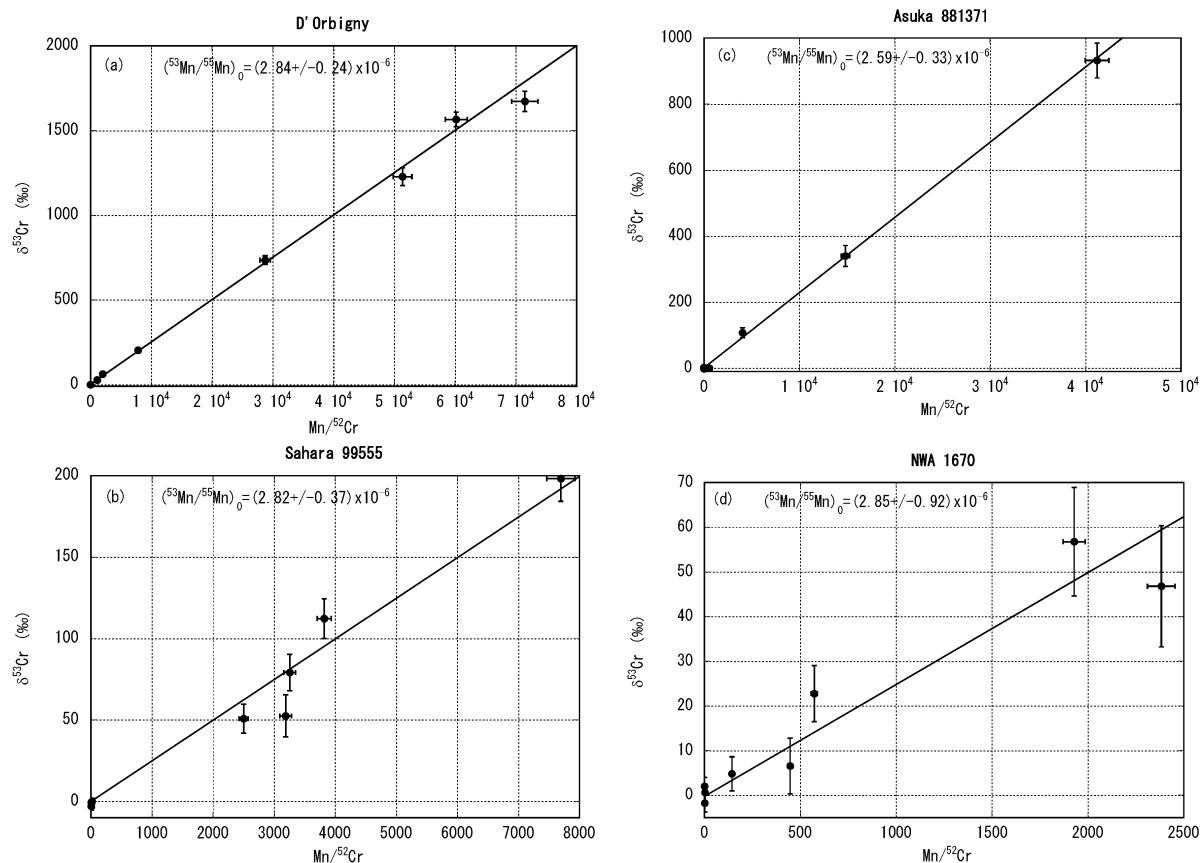 D'Orbigny
(a) (⁵³Mn/⁵⁵Mn)₀=(2.84+/-0.24)x10⁻⁶
2000
1500
1000
500
0
δ⁵³Cr (‰)
0 1 10⁴ 2 10⁴ 3 10⁴ 4 10⁴ 5 10⁴ 6 10⁴ 7 10⁴ 8 10⁴
Mn/⁵²Cr
Asuka 881371
(c) (⁵³Mn/⁵⁵Mn)₀=(2.59+/-0.33)x10⁻⁶
1000
800
600
400
200
0
δ⁵³Cr (‰)
0 1 10⁴ 2 10⁴ 3 10⁴ 4 10⁴ 5 10⁴
Mn/⁵²Cr
Sahara 99555
(b) (⁵³Mn/⁵⁵Mn)₀=(2.82+/-0.37)x10⁻⁶
200
150
100
50
0
δ⁵³Cr (‰)
0 1000 2000 3000 4000 5000 6000 7000 8000
Mn/⁵²Cr
NWA 1670
(d) (⁵³Mn/⁵⁵Mn)₀=(2.85+/-0.92)x10⁻⁶
70
60
50
40
30
20
10
0
δ⁵³Cr (‰)
0 500 1000 1500 2000 2500
Mn/⁵²Cr